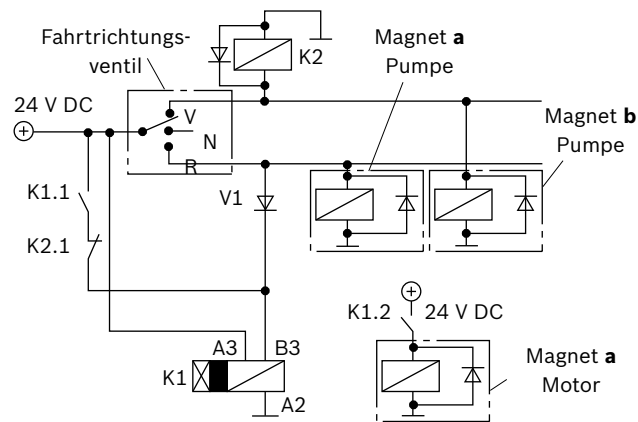 Fahrtrichtungs-
ventil
K2
Magnet a
Pumpe
24 V DC
V
N
R
Magnet b
Pumpe
K1.1
V1
K2.1
K1.2
24 V DC
A3
B3
K1
A2
Magnet a
Motor